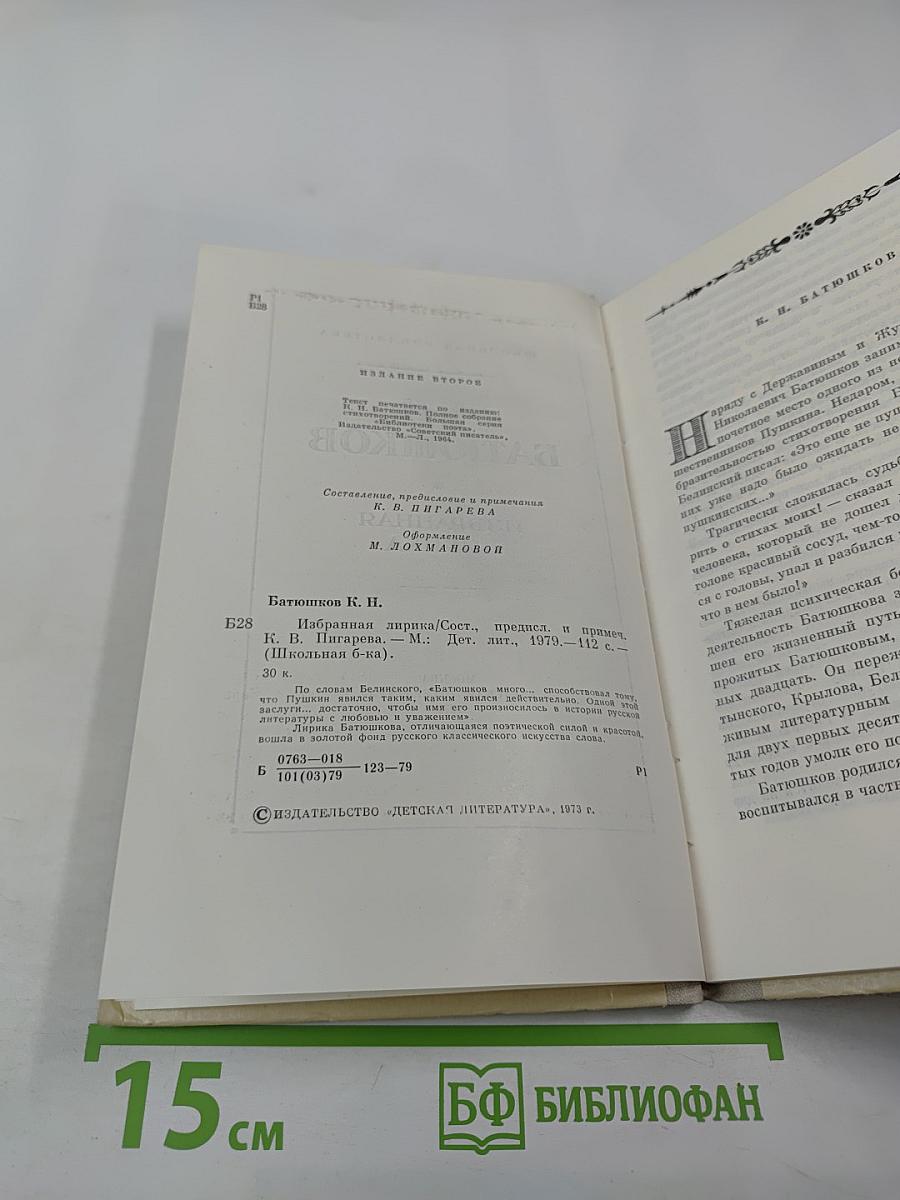 Р1
Б28
ИЗДАНИЕ ВТОРОЕ
Текст печатается по изданию:
К. Н. Батюшков. Полное собрание
стихотворений. Большая серия
«Библиотеки поэта».
Издательство «Советский писатель»,
М.—Л., 1964.
Составление, предисловие и примечания
К. В. ПИГАРЕВА
Оформление
М. ЛОХМАНОВОЙ
Батюшков К. Н.
Б28 Избранная лирика/Сост., предисл. и примеч.
К. В. Пигарева. — М.: Дет. лит., 1979.—112 с. —
(Школьная б-ка).
30 к.
По словам Белинского, «Батюшков много... способствовал тому,
что Пушкин явился таким, каким явился действительно. Одной этой
заслуги... достаточно, чтобы имя его произносилось в истории русской
литературы с любовью и уважением»
Лирика Батюшкова, отличающаяся поэтической силой и красотой,
вошла в золотой фонд русского классического искусства слова.
Б 0763—018
101(03)79 —123—79 Р1
© ИЗДАТЕЛЬСТВО «ДЕТСКАЯ ЛИТЕРАТУРА», 1973 г.
К. Н. БАТЮШКОВ
Наряду с Державиным и Жу
Николаевич Батюшков заним
почетное место одного из не
шественников Пушкина. Недаром,
бразительностью стихотворения Б
Белинский писал: «Это еще не пуш
них уже надо было ожидать не
пушкинских...»
Трагически сложилась судьб
рить о стихах моих! — сказал
человека, который не дошел
голове красивый сосуд, чем-то
ся с головы, упал и разбился
что в нем было!»
Тяжелая психическая бо
деятельность Батюшкова з
шен его жизненный путь
прожитых Батюшковым,
ных двадцать. Он переж
тынского, Крылова, Бел
живым литературным
для двух первых десят
тых годов умолк его по
Батюшков родился
воспитывался в частн
15 см
БФ БИБЛИОФАН